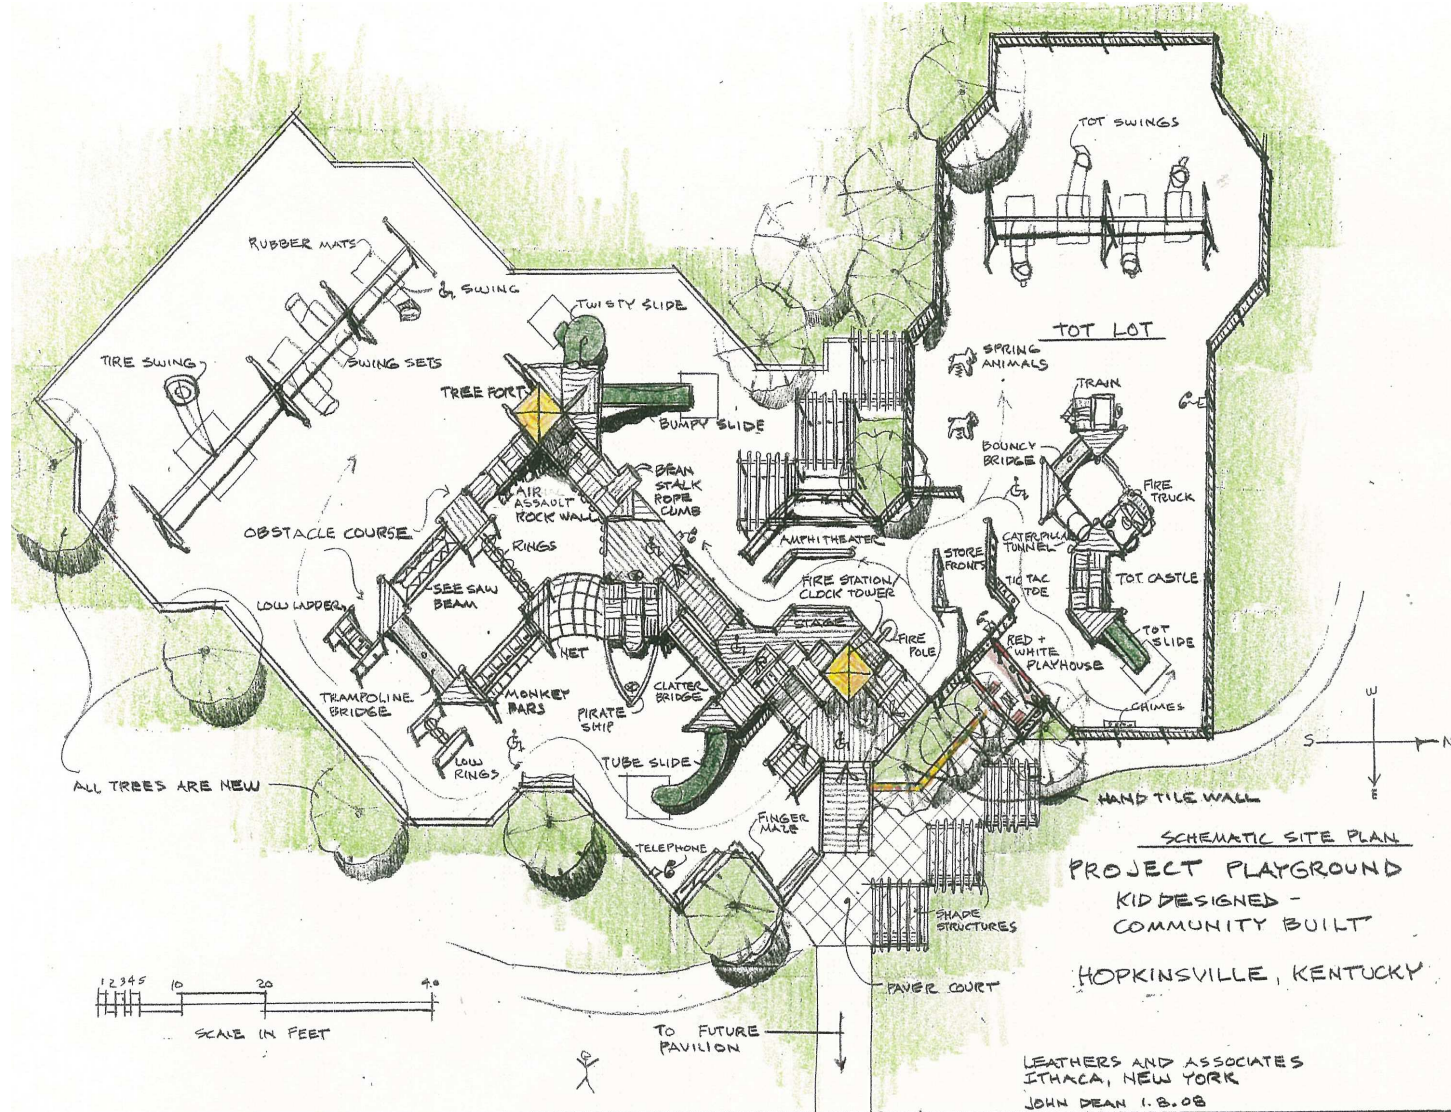 TOT SWINGS
RUBBER MATS
SWING
TWISTY SLIDE
TOT LOT
SPRING
ANIMALS
TIRE SWING
SWING SETS
TREE FORT
TRAIN
BUMPY SLIDE
BOUNCY
BRIDGE
BEAN
STALK
ROPE
CLIMB
AIR
ASSAULT
ROCK WALL
FIRE
TRUCK
OBSTACLE COURSE
RINGS
AMPHITHEATER
STORE
FRONTS
CATERPILLAR
TUNNEL
SEE SAW
BEAM
FIRE STATION/
CLOCK TOWER
TIC TAC
TOE
TOT CASTLE
LOW LADDER
STAGE
FIRE
POLE
RED +
WHITE
PLAYHOUSE
TOT
SLIDE
NET
CLATTER
BRIDGE
TRAMPOLINE
BRIDGE
MONKEY
BARS
PIRATE
SHIP
CHIMES
W
S
N
E
LOW
RINGS
TUBE SLIDE
ALL TREES ARE NEW
HAND TILE WALL
FINGER
MAZE
TELEPHONE
SCHEMATIC SITE PLAN
PROJECT PLAYGROUND
KID DESIGNED -
COMMUNITY BUILT
SHADE
STRUCTURES
HOPKINSVILLE, KENTUCKY
1 2 3 4 5 10 20 40
SCALE IN FEET
PAVER COURT
TO FUTURE
PAVILION
LEATHERS AND ASSOCIATES
ITHACA, NEW YORK
JOHN DEAN 1.8.08